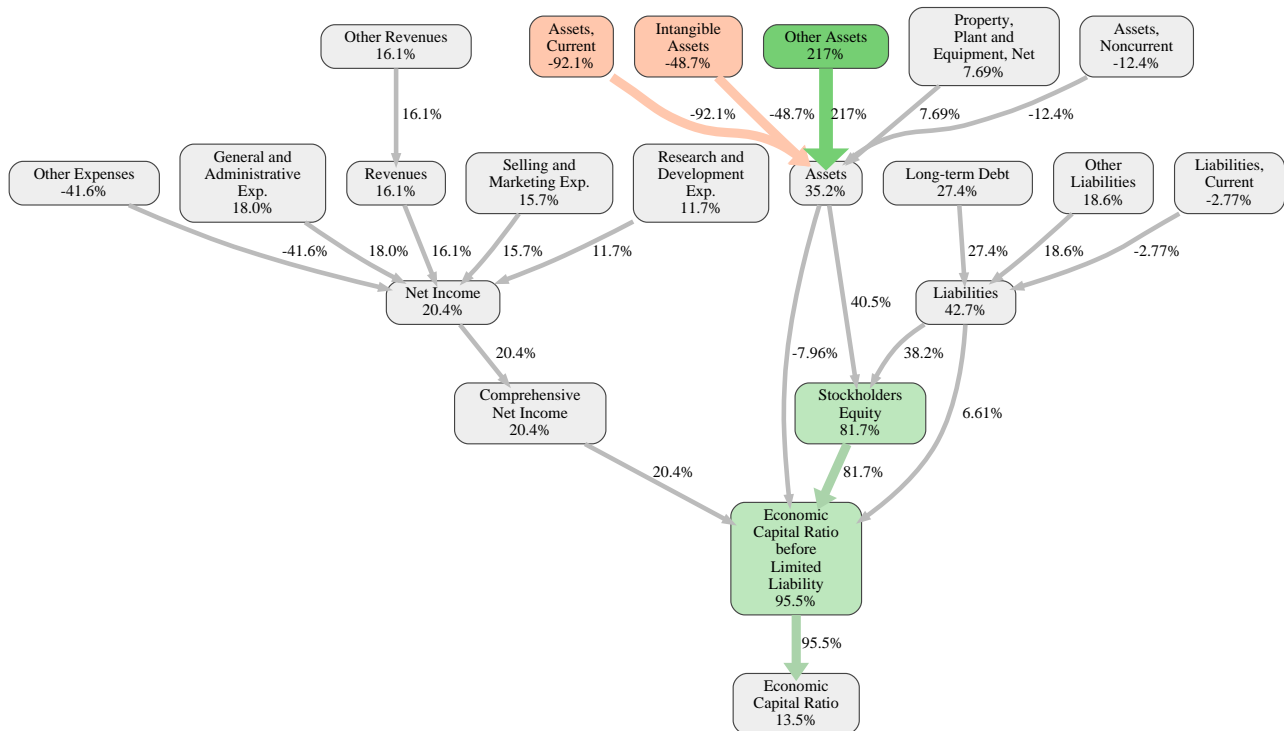 Other Revenues
16.1%
Assets,
Current
-92.1%
Intangible
Assets
-48.7%
Other Assets
217%
Property,
Plant and
Equipment, Net
7.69%
Assets,
Noncurrent
-12.4%
16.1%
-92.1%
-48.7%
217%
7.69%
-12.4%
Other Expenses
-41.6%
General and
Administrative
Exp.
18.0%
Revenues
16.1%
Selling and
Marketing Exp.
15.7%
Research and
Development
Exp.
11.7%
Assets
35.2%
Long-term Debt
27.4%
Other
Liabilities
18.6%
Liabilities,
Current
-2.77%
-41.6%
18.0%
16.1%
15.7%
11.7%
27.4%
18.6%
-2.77%
Net Income
20.4%
40.5%
Liabilities
42.7%
20.4%
-7.96%
38.2%
Comprehensive
Net Income
20.4%
Stockholders
Equity
81.7%
6.61%
20.4%
81.7%
Economic
Capital Ratio
before
Limited
Liability
95.5%
95.5%
Economic
Capital Ratio
13.5%